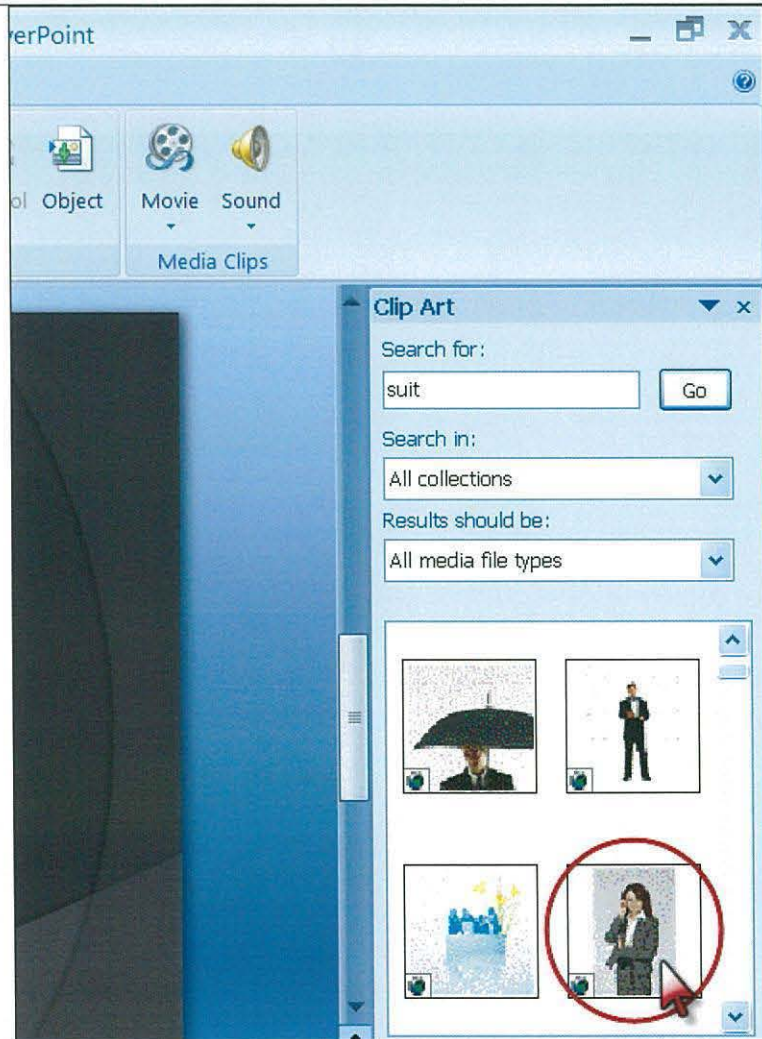 erPoint
ol Object Movie Sound
Media Clips
Clip Art
Search for:
suit Go
Search in:
All collections
Results should be:
All media file types